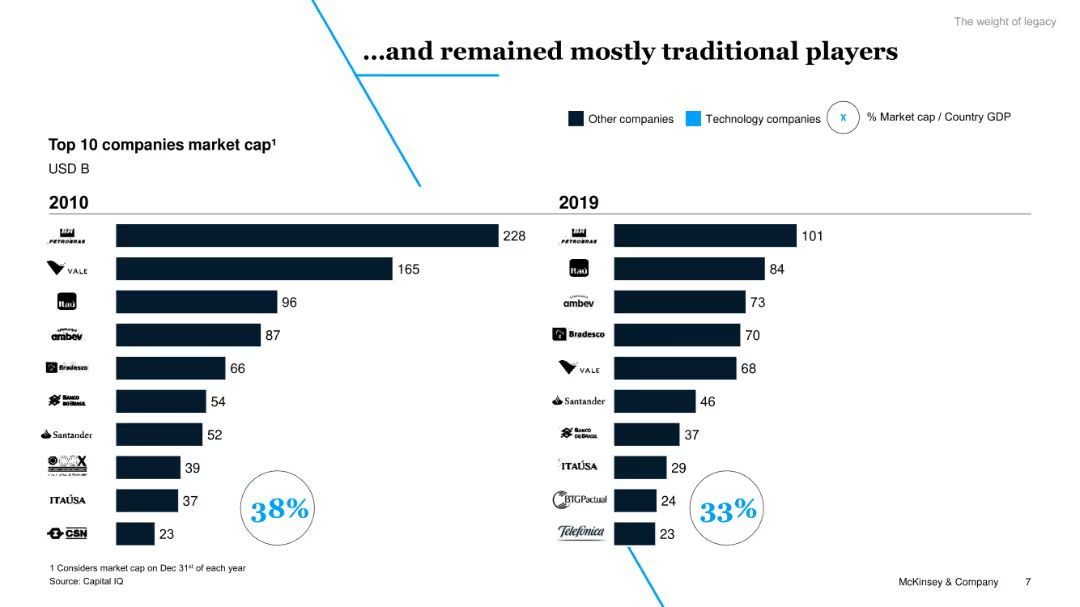 The weight of legacy
...and remained mostly traditional players
Other companies
Technology companies
X
% Market cap / Country GDP
Top 10 companies market cap¹
USD B
2010
PETROBRAS 228
VALE 165
Itaú 96
ambev 87
Bradesco 66
BANCO DO BRASIL 54
Santander 52
39
ITAÚSA 37
CSN 23
38%
2019
PETROBRAS 101
Itaú 84
ambev 73
Bradesco 70
VALE 68
Santander 46
BANCO DO BRASIL 37
ITAÚSA 29
BTGPactual 24
Telefónica 23
33%
1 Considers market cap on Dec 31st of each year
Source: Capital IQ
McKinsey & Company
7